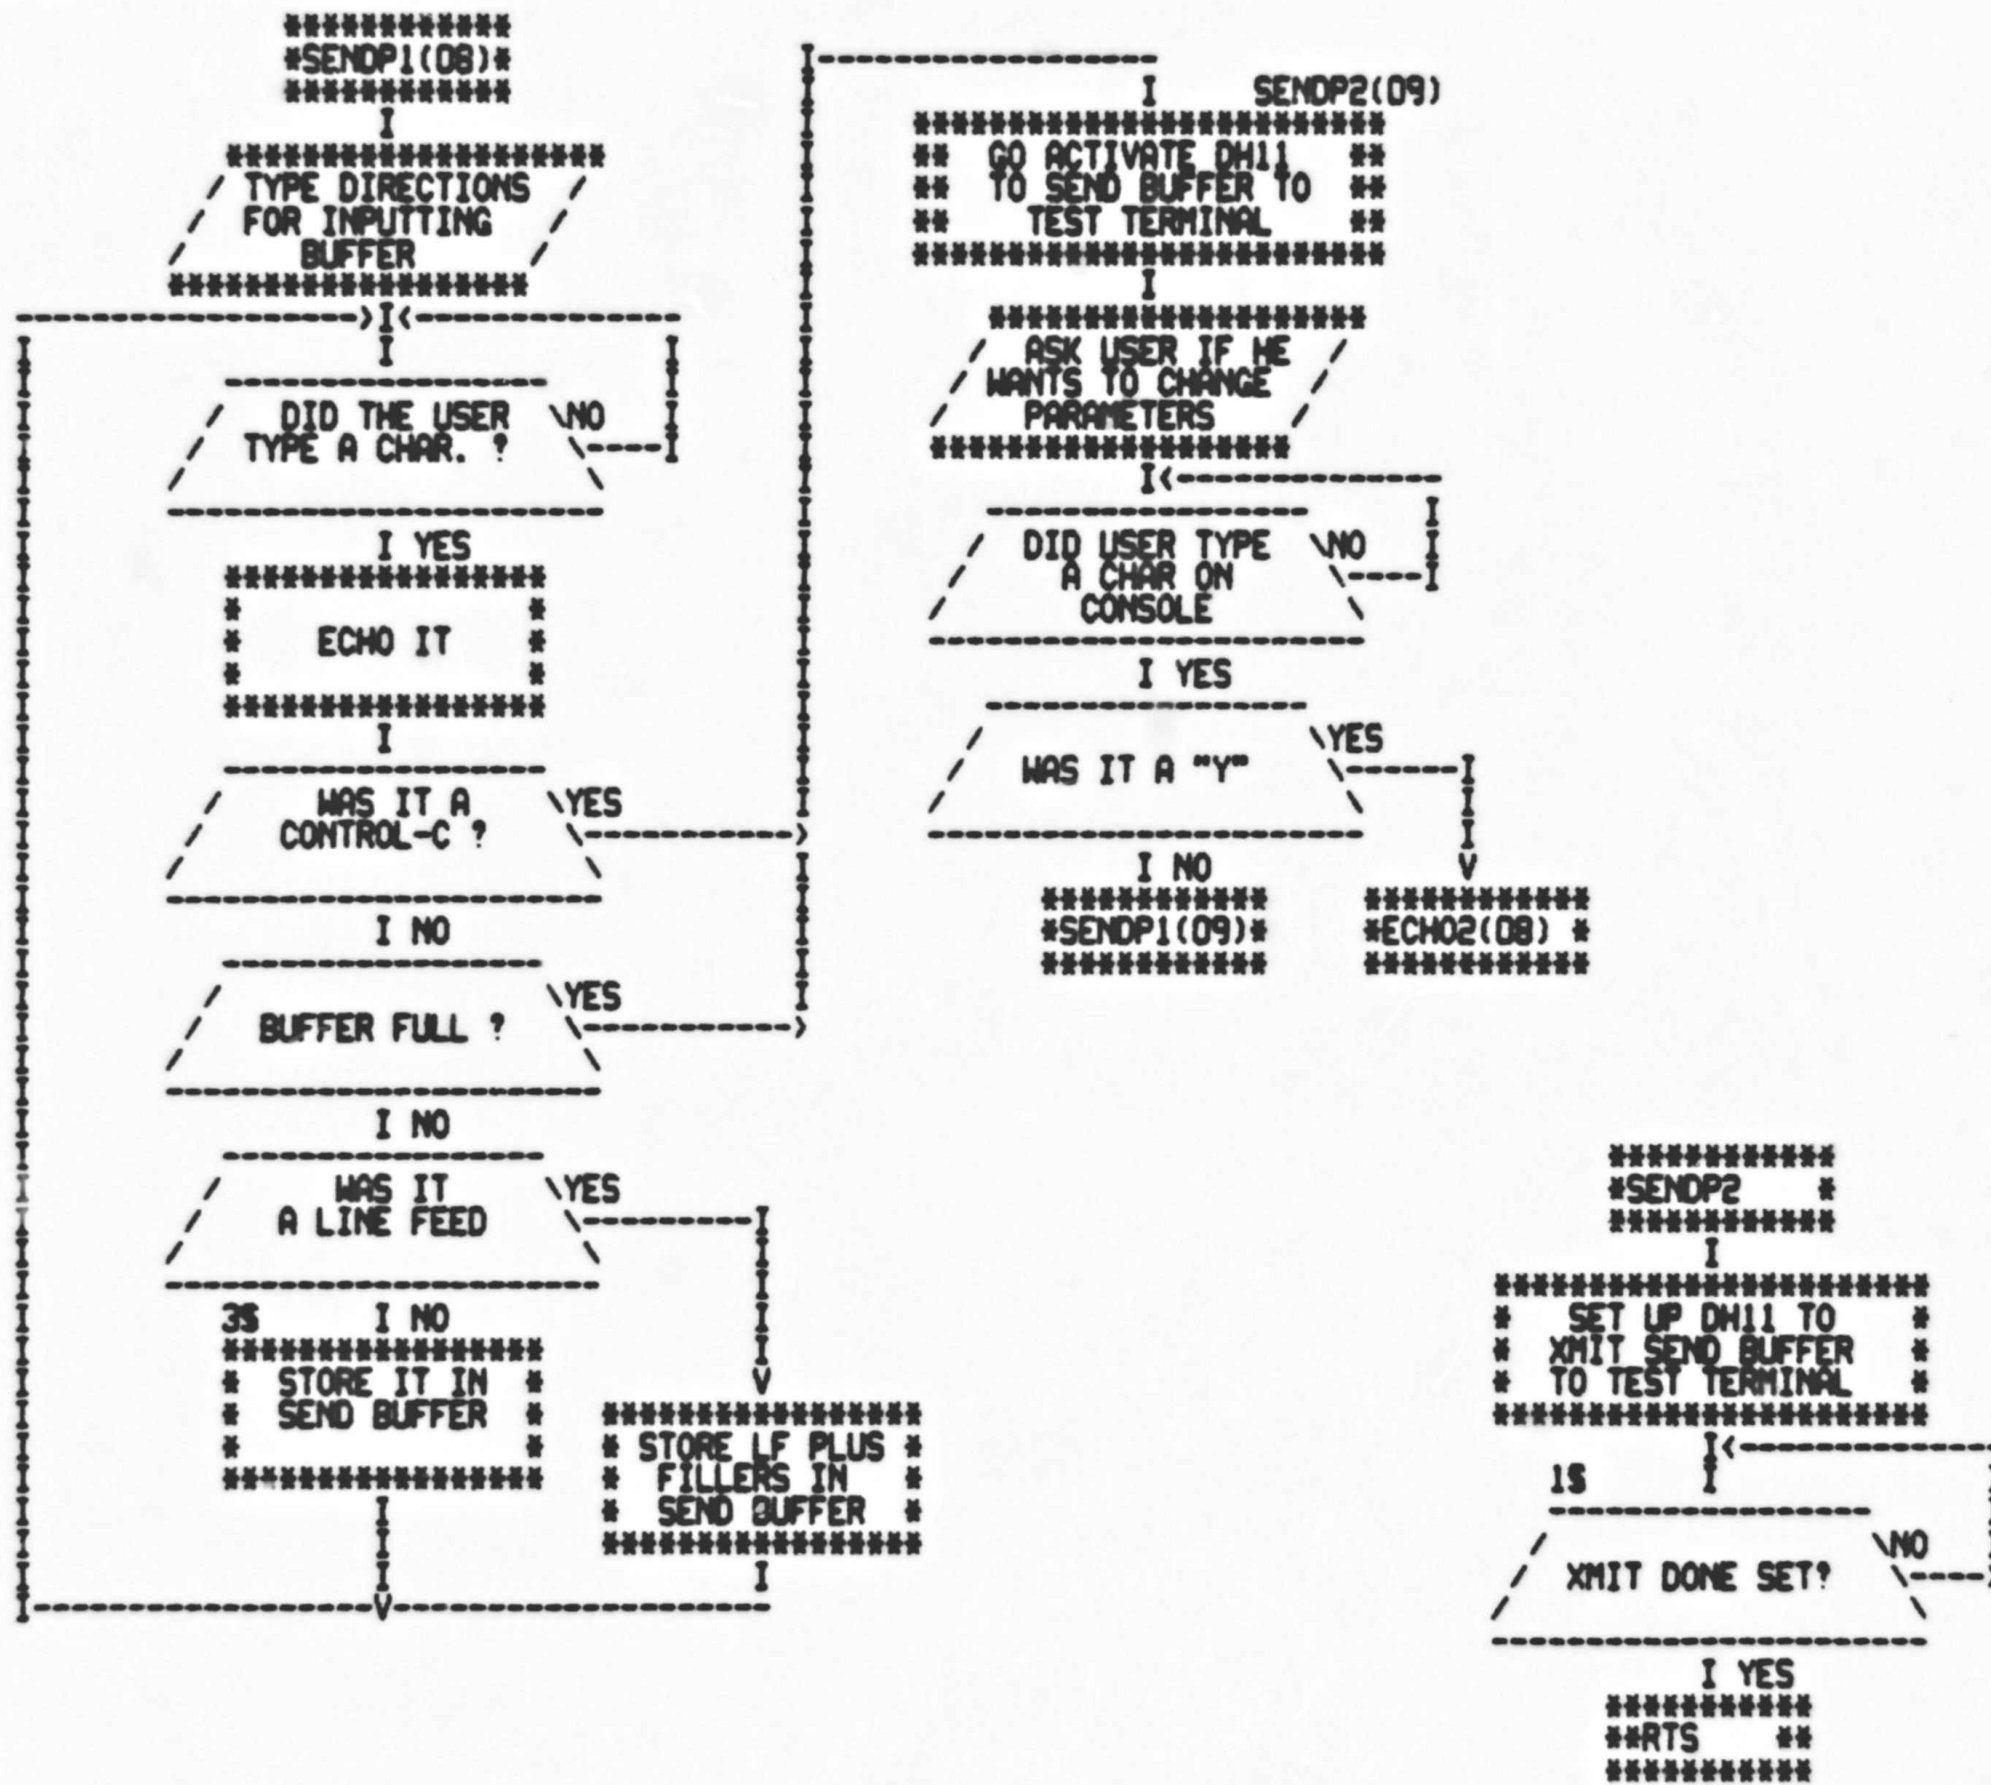 SENDP1(08)
TYPE DIRECTIONS
FOR INPUTTING
BUFFER
DID THE USER
TYPE A CHAR. ?
NO
YES
ECHO IT
WAS IT A
CONTROL-C ?
YES
NO
BUFFER FULL ?
YES
NO
WAS IT
A LINE FEED
YES
3$
NO
STORE IT IN
SEND BUFFER
STORE LF PLUS
FILLERS IN
SEND BUFFER
SENDP2(09)
GO ACTIVATE DH11
TO SEND BUFFER TO
TEST TERMINAL
ASK USER IF HE
WANTS TO CHANGE
PARAMETERS
DID USER TYPE
A CHAR ON
CONSOLE
NO
YES
WAS IT A "Y"
YES
NO
SENDP1(09)
ECHO2(08)
SENDP2
SET UP DH11 TO
XMIT SEND BUFFER
TO TEST TERMINAL
1$
XMIT DONE SET?
NO
YES
RTS